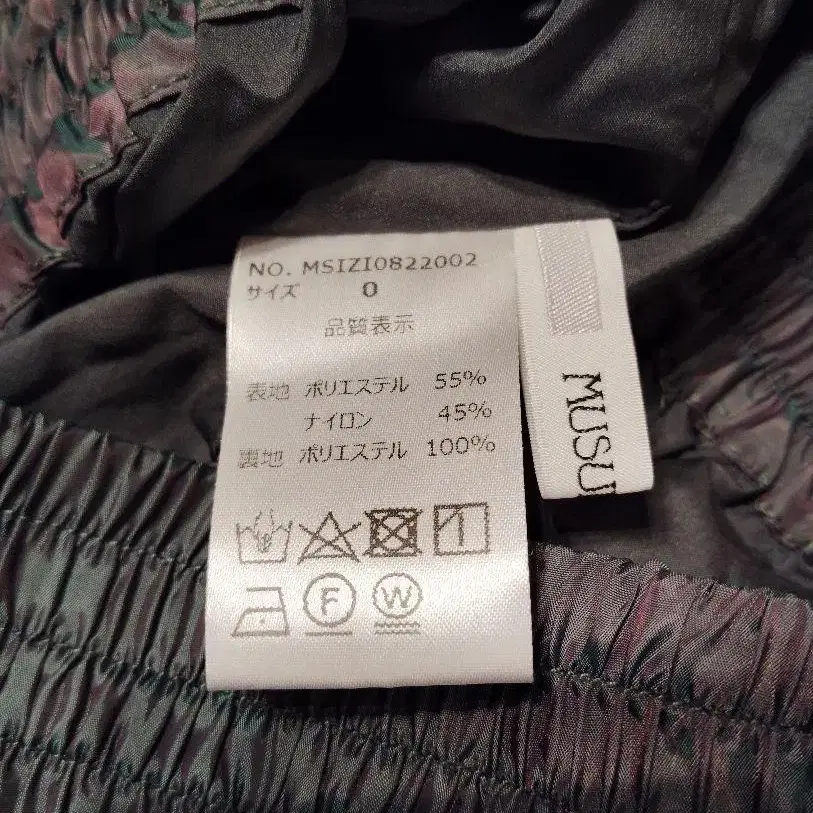 NO. MSIZI0822002
サイズ 0
品質表示
表地 ポリエステル 55%
ナイロン 45%
裏地 ポリエステル 100%
F W
MUSU